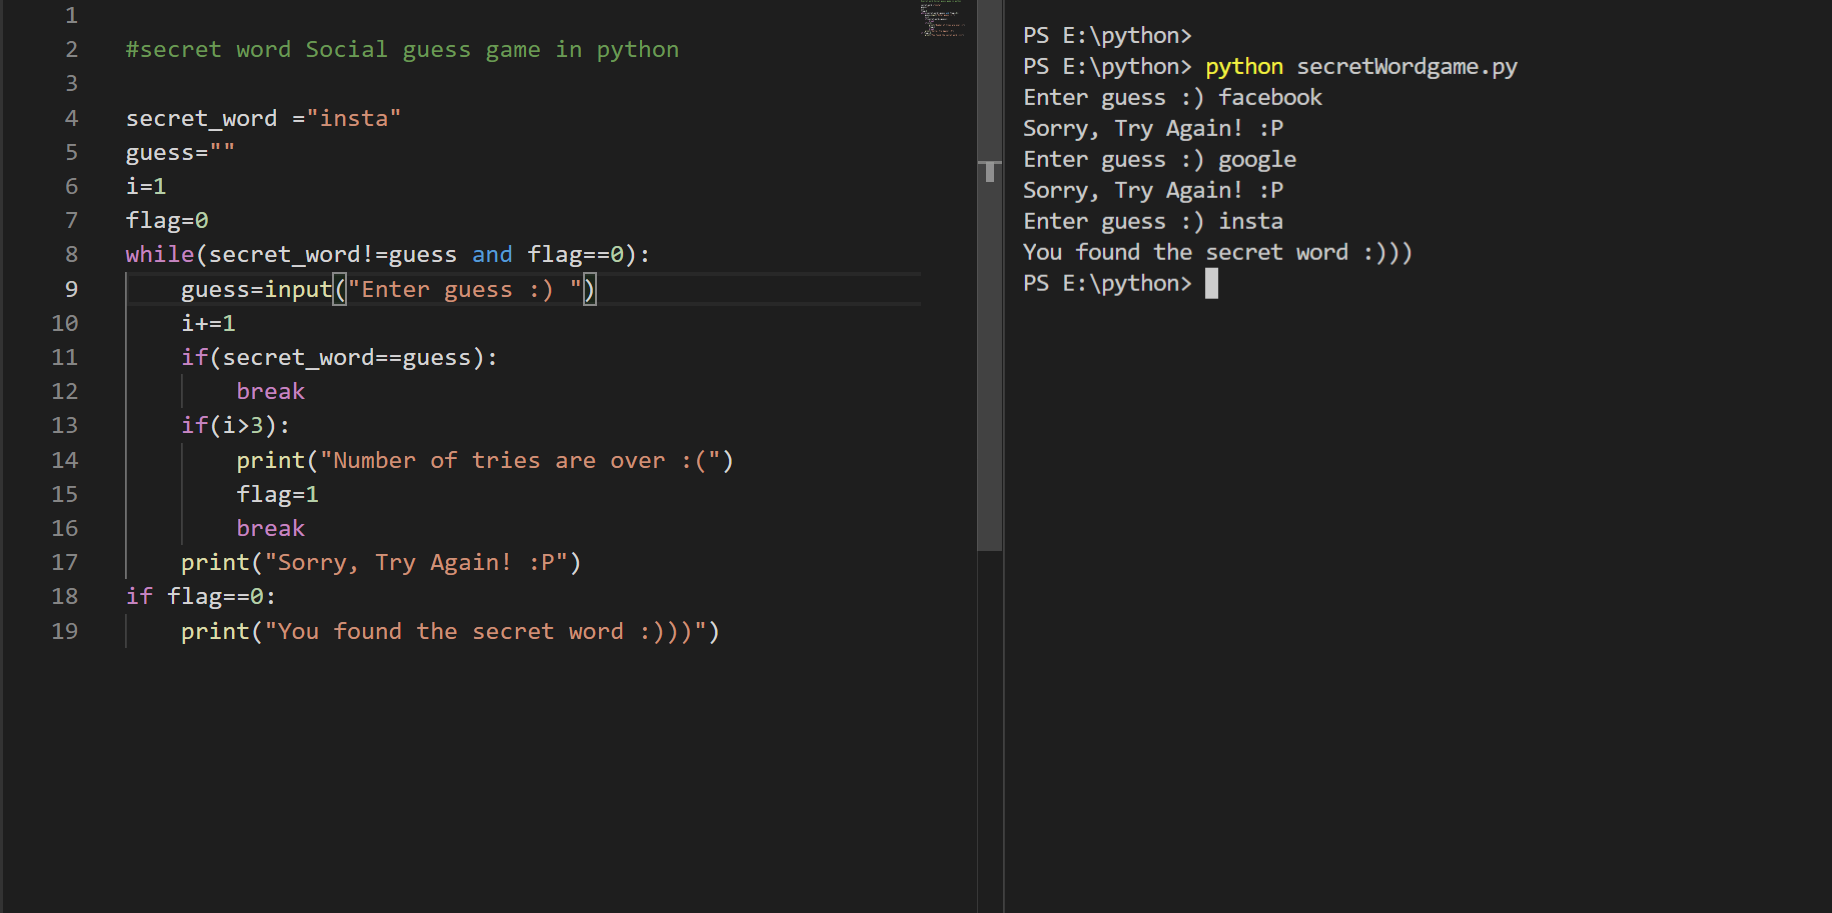 1
2 #secret word Social guess game in python
3
4 secret_word ="insta"
5 guess=""
6 i=1
7 flag=0
8 while(secret_word!=guess and flag==0):
9     guess=input("Enter guess :) ")
10     i+=1
11     if(secret_word==guess):
12         break
13     if(i>3):
14         print("Number of tries are over :(")
15         flag=1
16         break
17     print("Sorry, Try Again! :P")
18 if flag==0:
19     print("You found the secret word :)))")
PS E:\python>
PS E:\python> python secretWordgame.py
Enter guess :) facebook
Sorry, Try Again! :P
Enter guess :) google
Sorry, Try Again! :P
Enter guess :) insta
You found the secret word :)))
PS E:\python>